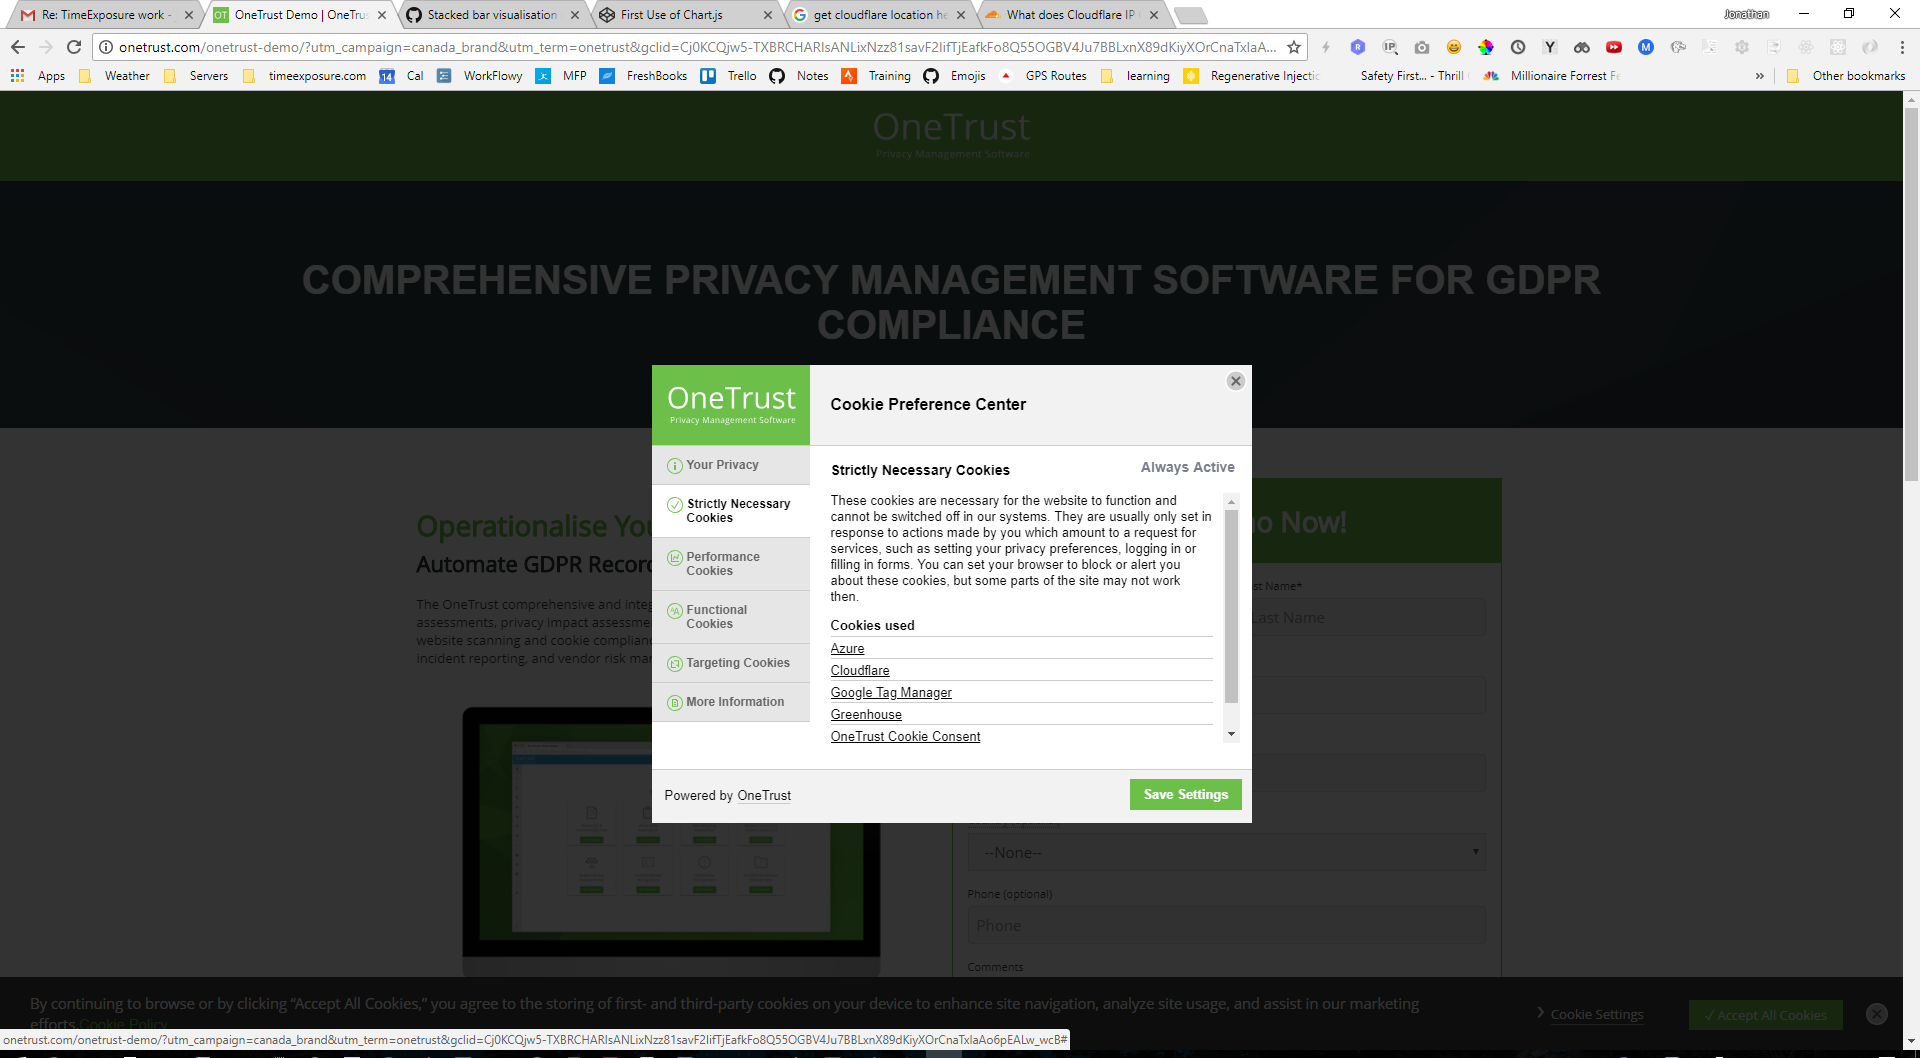 Re: TimeExposure work -
OneTrust Demo | OneTrus
Stacked bar visualisation
First Use of Chart.js
get cloudflare location he
What does Cloudflare IP
Jonathan
onetrust.com/onetrust-demo/?utm_campaign=canada_brand&utm_term=onetrust&gclid=Cj0KCQjw5-TXBRCHARIsANLixNzz81savF2IifTjEafkFo8Q55OGBV4Ju7BBLxnX89dKiyXOrCnaTxlaA...
Apps Weather Servers timeexposure.com Cal WorkFlowy MFP FreshBooks Trello Notes Training Emojis GPS Routes learning Regenerative Injectio Safety First... - Thrill Millionaire Forrest Fe » Other bookmarks
OneTrust
Privacy Management Software
COMPREHENSIVE PRIVACY MANAGEMENT SOFTWARE FOR GDPR
COMPLIANCE
OneTrust
Privacy Management Software
Cookie Preference Center
Your Privacy
Strictly Necessary
Cookies
Performance
Cookies
Functional
Cookies
Targeting Cookies
More Information
Strictly Necessary Cookies
Always Active
These cookies are necessary for the website to function and
cannot be switched off in our systems. They are usually only set in
response to actions made by you which amount to a request for
services, such as setting your privacy preferences, logging in or
filling in forms. You can set your browser to block or alert you
about these cookies, but some parts of the site may not work
then.
Cookies used
Azure
Cloudflare
Google Tag Manager
Greenhouse
OneTrust Cookie Consent
Powered by OneTrust
Save Settings
Operationalise Yo
Automate GDPR Recor
The OneTrust comprehensive and inte
assessments, privacy impact assessme
website scanning and cookie complian
incident reporting, and vendor risk ma
o Now!
st Name*
Last Name
--None--
Phone (optional)
Phone
Comments
By continuing to browse or by clicking “Accept All Cookies,” you agree to the storing of first- and third-party cookies on your device to enhance site navigation, analyze site usage, and assist in our marketing
efforts.Cookie Policy
Cookie Settings
✓ Accept All Cookies
onetrust.com/onetrust-demo/?utm_campaign=canada_brand&utm_term=onetrust&gclid=Cj0KCQjw5-TXBRCHARIsANLixNzz81savF2IifTjEafkFo8Q55OGBV4Ju7BBLxnX89dKiyXOrCnaTxlaAo6pEALw_wcB#